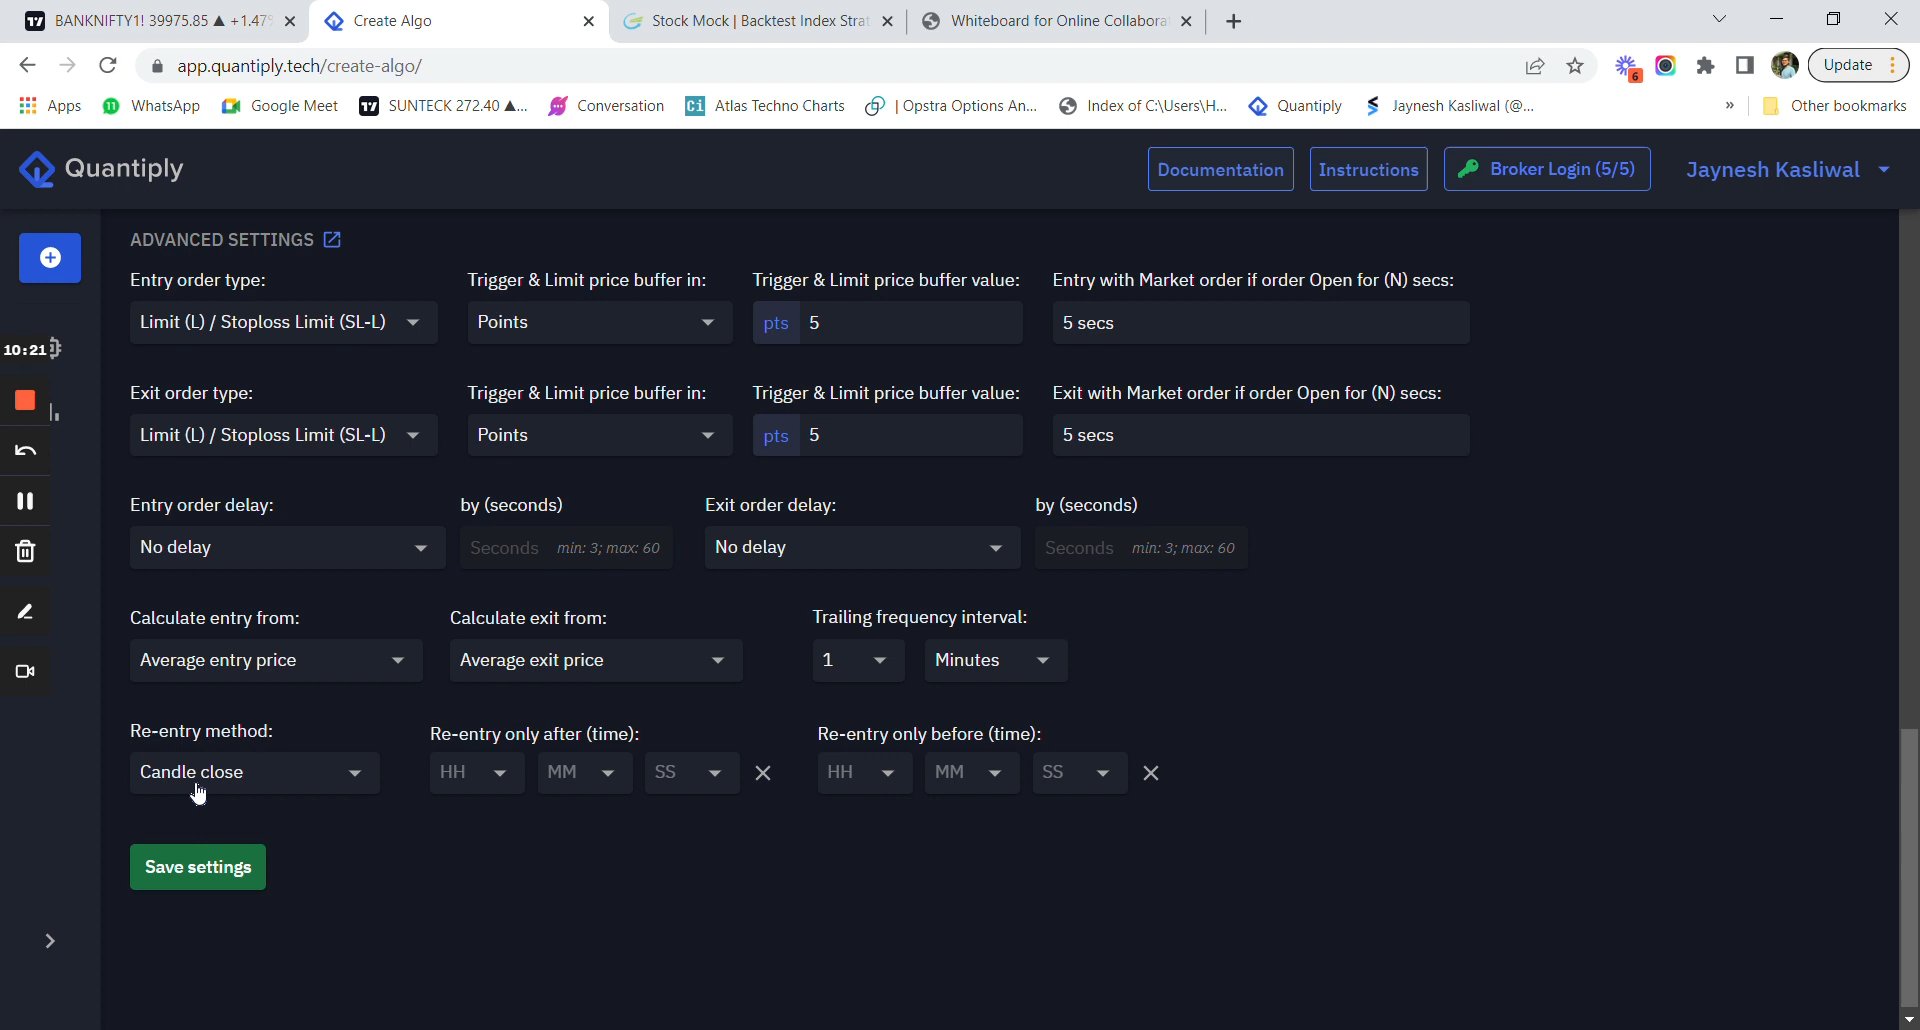 BANKNIFTY1! 39975.85 ▲ +1.47%
Create Algo
Stock Mock | Backtest Index Strat
Whiteboard for Online Collaborat
app.quantiply.tech/create-algo/
6
Update
Apps
11
WhatsApp
Google Meet
SUNTECK 272.40 ▲...
Conversation
Ci
Atlas Techno Charts
| Opstra Options An...
Index of C:\Users\H...
Quantiply
Jaynesh Kasliwal (@...
»
Other bookmarks
Quantiply
Documentation
Instructions
Broker Login (5/5)
Jaynesh Kasliwal
ADVANCED SETTINGS
Entry order type:
Trigger & Limit price buffer in:
Trigger & Limit price buffer value:
Entry with Market order if order Open for (N) secs:
Limit (L) / Stoploss Limit (SL-L)
Points
pts 5
5 secs
10:21
Exit order type:
Trigger & Limit price buffer in:
Trigger & Limit price buffer value:
Exit with Market order if order Open for (N) secs:
Limit (L) / Stoploss Limit (SL-L)
Points
pts 5
5 secs
Entry order delay:
by (seconds)
Exit order delay:
by (seconds)
No delay
Seconds min: 3; max: 60
No delay
Seconds min: 3; max: 60
Calculate entry from:
Calculate exit from:
Trailing frequency interval:
Average entry price
Average exit price
1
Minutes
Re-entry method:
Re-entry only after (time):
Re-entry only before (time):
Candle close
HH
MM
SS
HH
MM
SS
Save settings